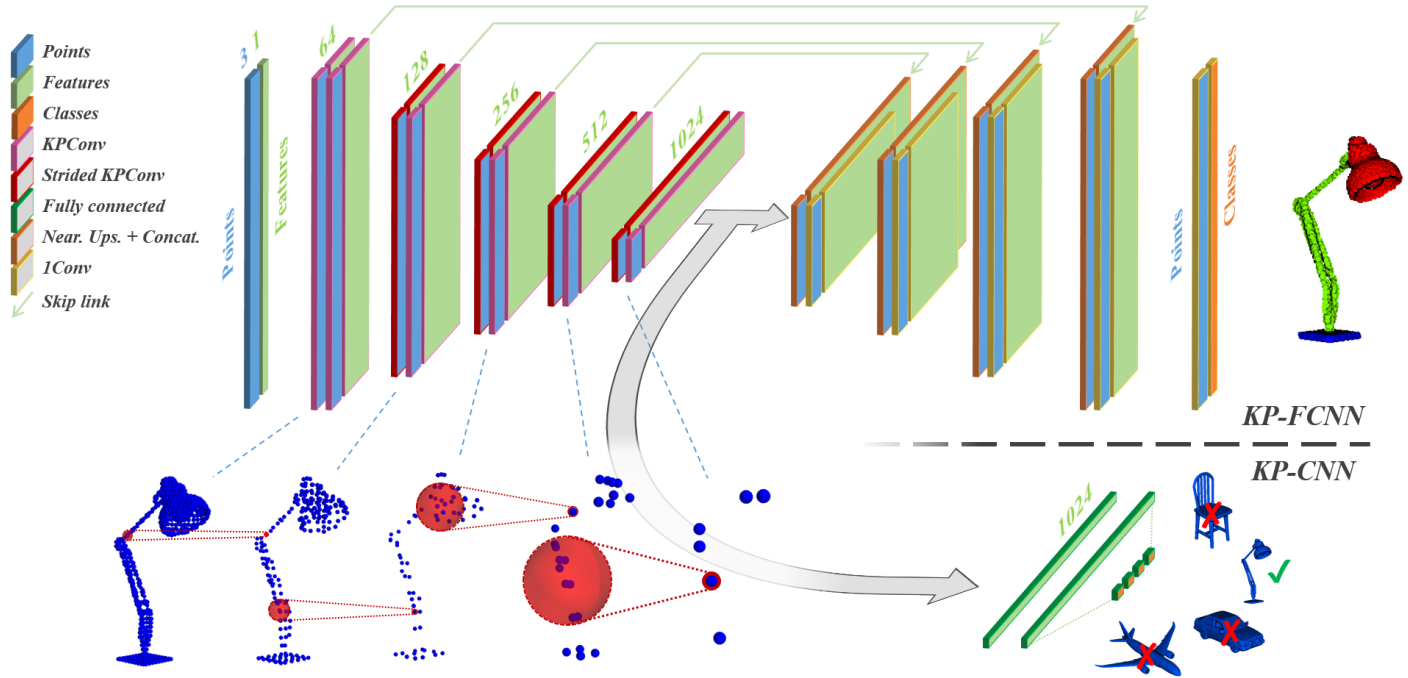 Points
Features
Classes
KPConv
Strided KPConv
Fully connected
Near. Ups. + Concat.
1Conv
Skip link
3
1
Points
Features
64
128
256
512
1024
Points
Classes
KP-FCNN
KP-CNN
1024